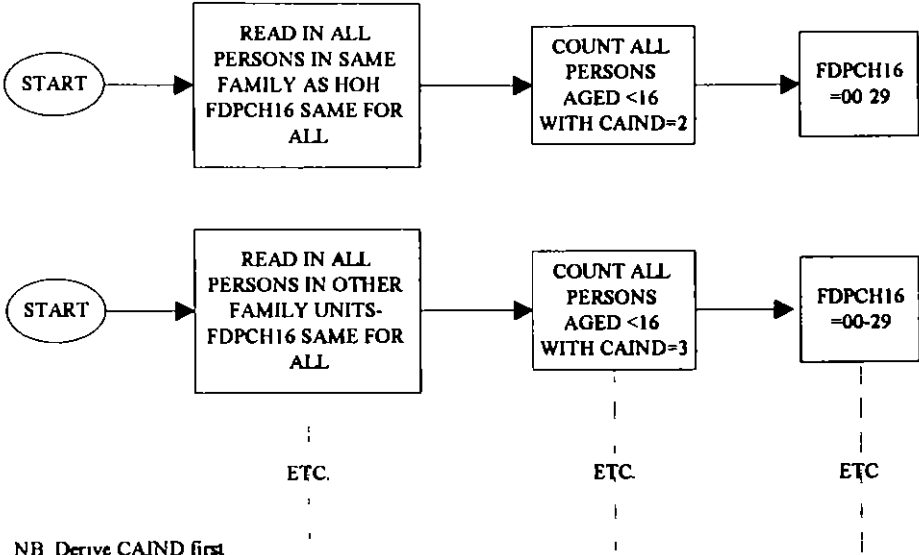 START
READ IN ALL
PERSONS IN SAME
FAMILY AS HOH
FDPCH16 SAME FOR
ALL
COUNT ALL
PERSONS
AGED <16
WITH CAIND=2
FDPCH16
=00 29
START
READ IN ALL
PERSONS IN OTHER
FAMILY UNITS-
FDPCH16 SAME FOR
ALL
COUNT ALL
PERSONS
AGED <16
WITH CAIND=3
FDPCH16
=00-29
ETC.
ETC.
ETC
NB Derive CAIND first